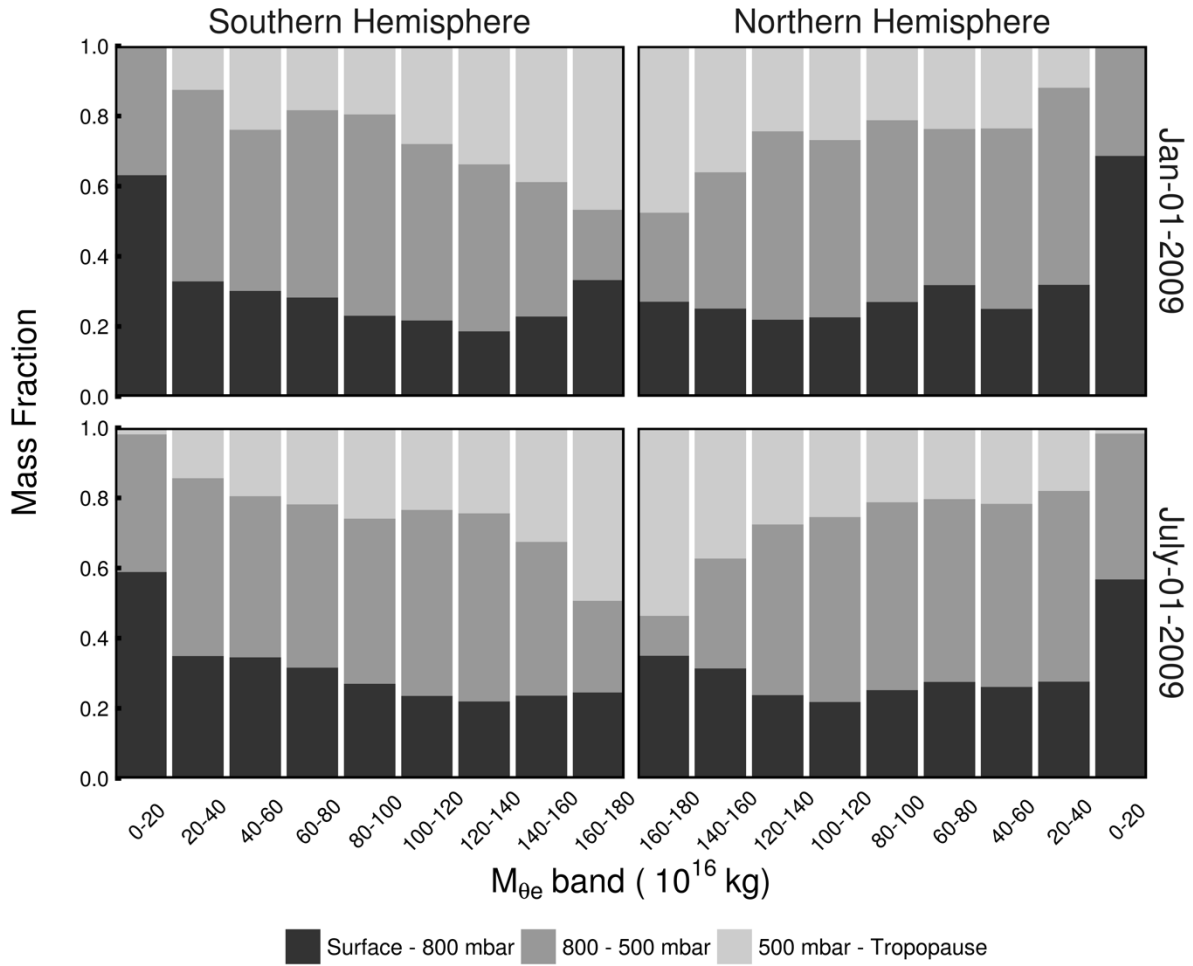 Southern Hemisphere Northern Hemisphere
1.0
0.8
0.6
0.4
0.2
0.0
Jan-01-2009
Mass Fraction
1.0
0.8
0.6
0.4
0.2
0.0
July-01-2009
0-20 20-40 40-60 60-80 80-100 100-120 120-140 140-160 160-180 160-180 140-160 120-140 100-120 80-100 60-80 40-60 20-40 0-20
Mθe band ( 10¹⁶ kg)
Surface - 800 mbar 800 - 500 mbar 500 mbar - Tropopause